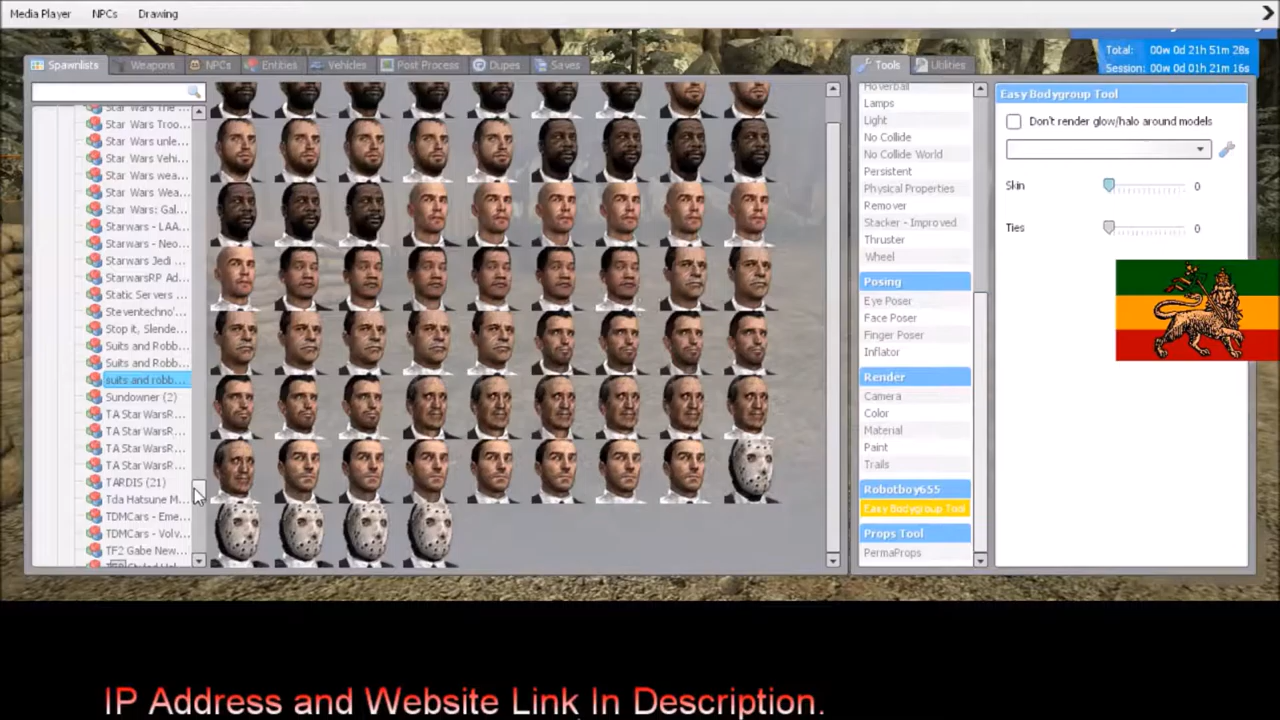 Media Player NPCs Drawing
Total: 00w 0d 21h 51m 28s
Session: 00w 0d 01h 21m 16s
Spawnlists Weapons NPCs Entities Vehicles Post Process Dupes Saves
Tools Utilities
Star Wars The ...
Star Wars Troo...
Star Wars unle...
Star Wars Vehi...
Star Wars wea...
Star Wars Wea...
Star Wars: Gal...
Starwars - LAA...
Starwars - Neo...
Starwars Jedi ...
StarwarsRP Ad...
Static Servers ...
Steventechno'...
Stop it, Slende...
Suits and Robb...
Suits and Robb...
suits and robb...
Sundowner (2)
TA Star WarsR...
TA Star WarsR...
TA Star WarsR...
TA Star WarsR...
TARDIS (21)
Tda Hatsune M...
TDMCars - Eme...
TDMCars - Volv...
TF2 Gabe New...
Hoverball
Lamps
Light
No Collide
No Collide World
Persistent
Physical Properties
Remover
Stacker - Improved
Thruster
Wheel
Posing
Eye Poser
Face Poser
Finger Poser
Inflator
Render
Camera
Color
Material
Paint
Trails
Robotboy655
Easy Bodygroup Tool
Props Tool
PermaProps
Easy Bodygroup Tool
Don't render glow/halo around models
Skin 0
Ties 0
IP Address and Website Link In Description.